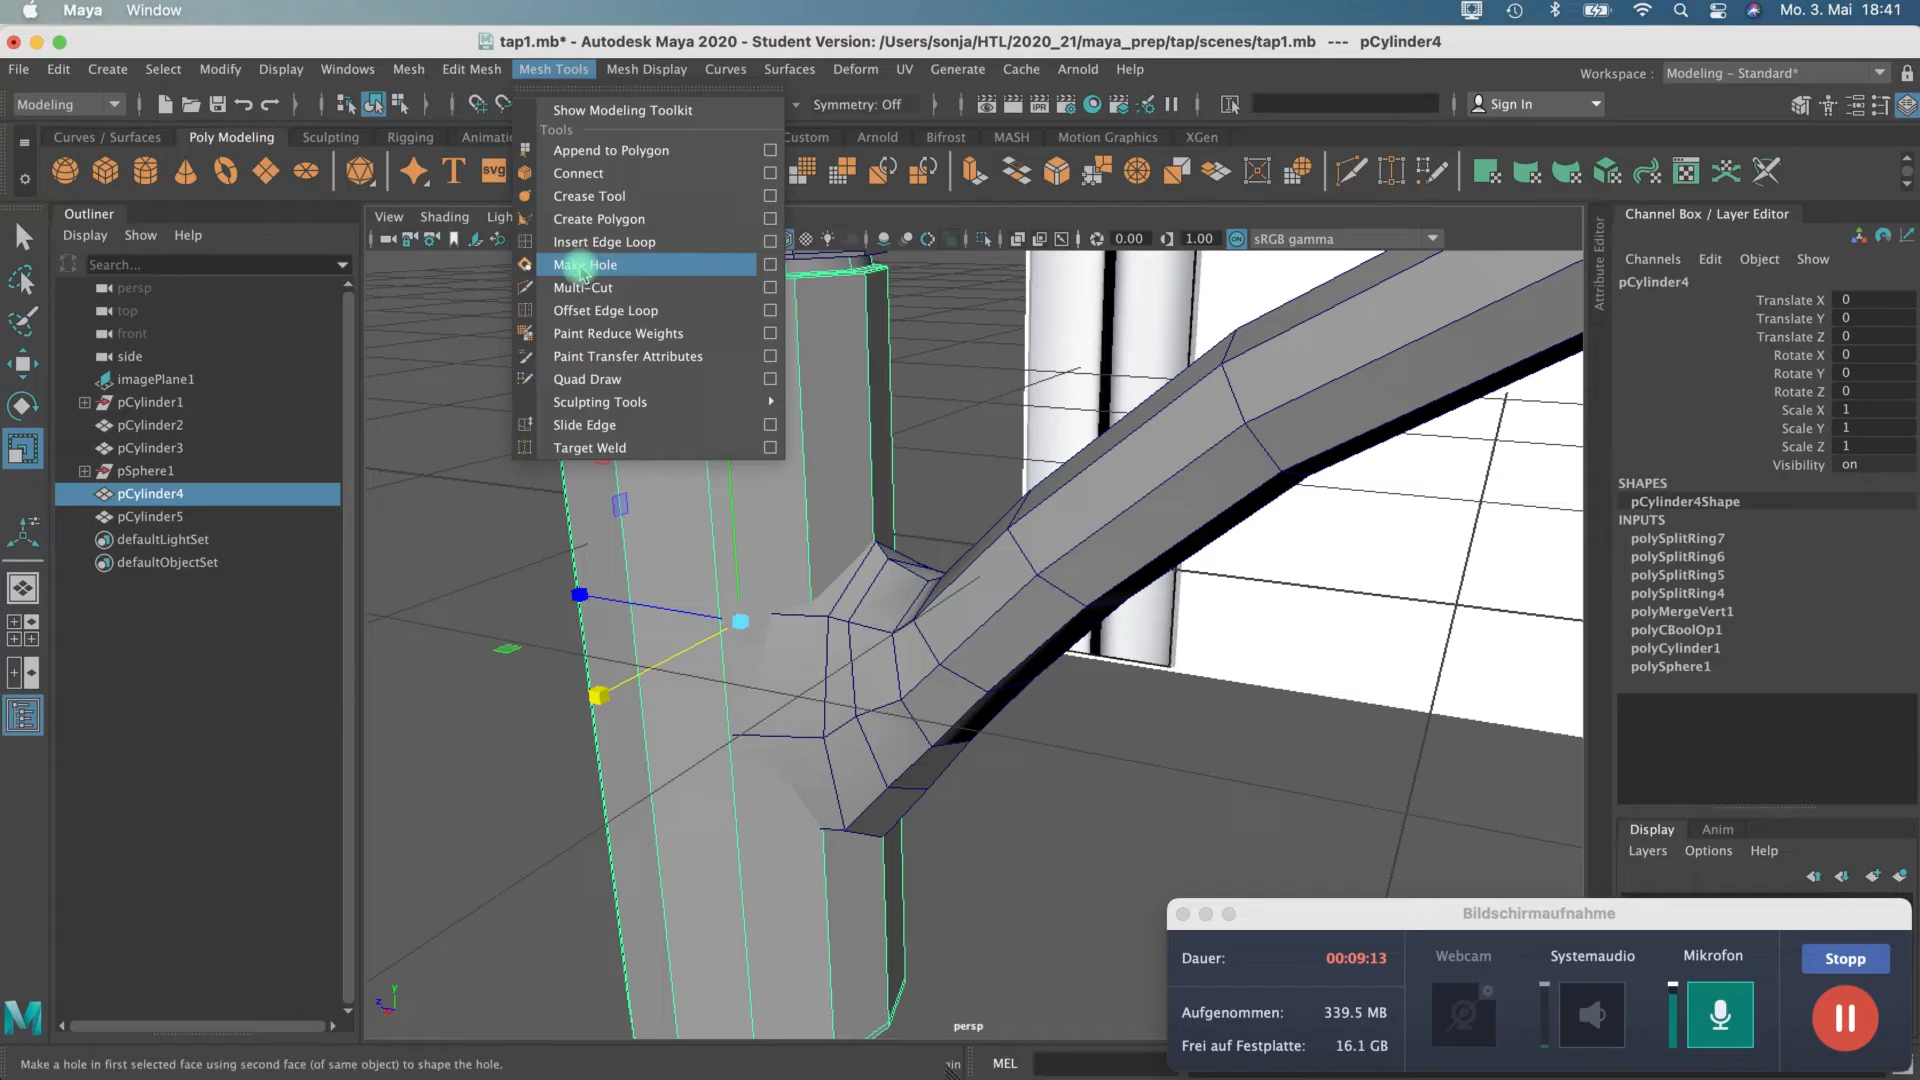 Maya Window Mo. 3. Mai 18:41
tap1.mb* - Autodesk Maya 2020 - Student Version: /Users/sonja/HTL/2020_21/maya_prep/tap/scenes/tap1.mb --- pCylinder4
File Edit Create Select Modify Display Windows Mesh Edit Mesh Mesh Tools Mesh Display Curves Surfaces Deform UV Generate Cache Arnold Help Workspace: Modeling - Standard*
Modeling Symmetry: Off IPR Sign In
Curves / Surfaces Poly Modeling Sculpting Rigging Animatio Custom Arnold Bifrost MASH Motion Graphics XGen
T SVG
Show Modeling Toolkit
Tools
Append to Polygon
Connect
Crease Tool
Create Polygon
Insert Edge Loop
Make Hole
Multi-Cut
Offset Edge Loop
Paint Reduce Weights
Paint Transfer Attributes
Quad Draw
Sculpting Tools
Slide Edge
Target Weld
Outliner
Display Show Help
Search...
persp
top
front
side
imagePlane1
pCylinder1
pCylinder2
pCylinder3
pSphere1
pCylinder4
pCylinder5
defaultLightSet
defaultObjectSet
View Shading Ligh
0.00 1.00 ON sRGB gamma
y
z
persp
Attribute Editor
Channel Box / Layer Editor
Channels Edit Object Show
pCylinder4
Translate X 0
Translate Y 0
Translate Z 0
Rotate X 0
Rotate Y 0
Rotate Z 0
Scale X 1
Scale Y 1
Scale Z 1
Visibility on
SHAPES
pCylinder4Shape
INPUTS
polySplitRing7
polySplitRing6
polySplitRing5
polySplitRing4
polyMergeVert1
polyCBoolOp1
polyCylinder1
polySphere1
Display Anim
Layers Options Help
Bildschirmaufnahme
Dauer: 00:09:13
Aufgenommen: 339.5 MB
Frei auf Festplatte: 16.1 GB
Webcam Systemaudio Mikrofon
Stopp
M
Make a hole in first selected face using second face (of same object) to shape the hole.
MEL